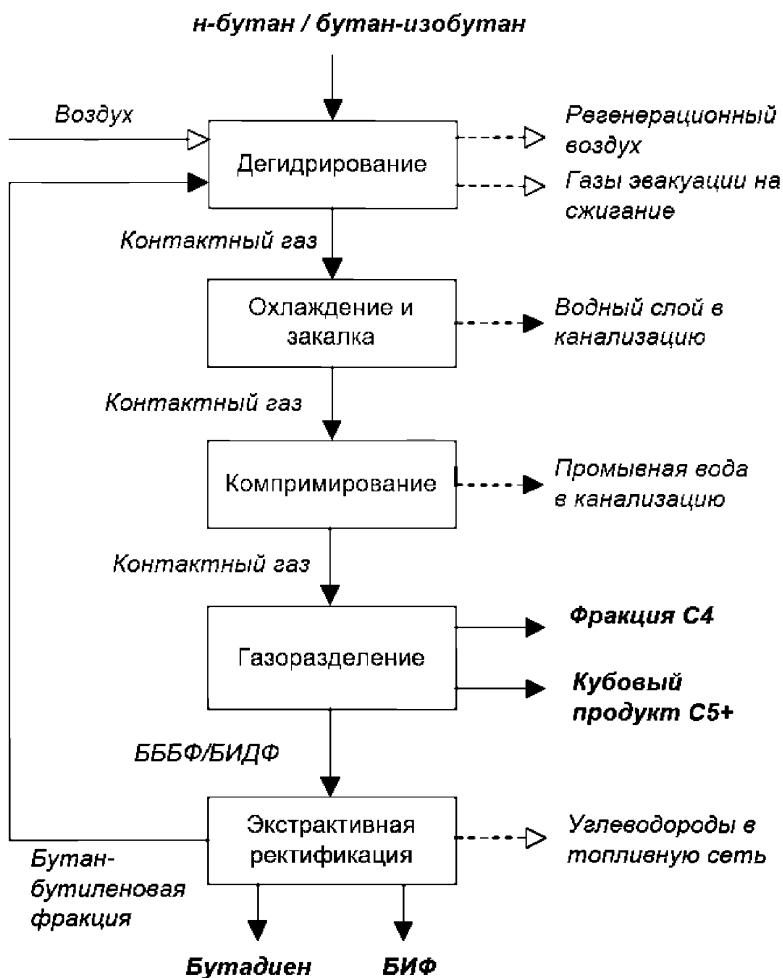 н-бутан / бутан-изобутан
Воздух
Дегидрирование
Регенерационный
воздух
Газы эвакуации на
сжигание
Контактный газ
Охлаждение и
закалка
Водный слой в
канализацию
Контактный газ
Компримирование
Промывная вода
в канализацию
Контактный газ
Газоразделение
Фракция С4
Кубовый
продукт С5+
БББФ/БИДФ
Экстрактивная
ректификация
Углеводороды в
топливную сеть
Бутан-
бутиленовая
фракция
Бутадиен
БИФ